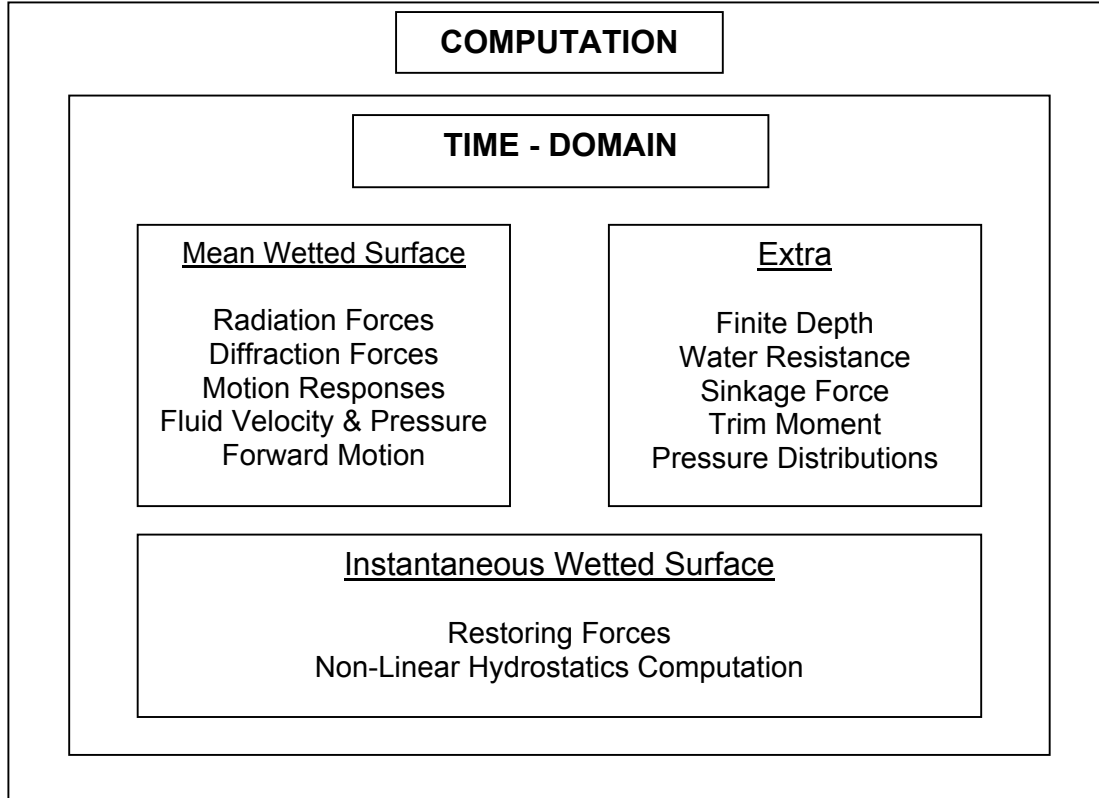 COMPUTATION
TIME - DOMAIN
Mean Wetted Surface
Radiation Forces
Diffraction Forces
Motion Responses
Fluid Velocity & Pressure
Forward Motion
Extra
Finite Depth
Water Resistance
Sinkage Force
Trim Moment
Pressure Distributions
Instantaneous Wetted Surface
Restoring Forces
Non-Linear Hydrostatics Computation